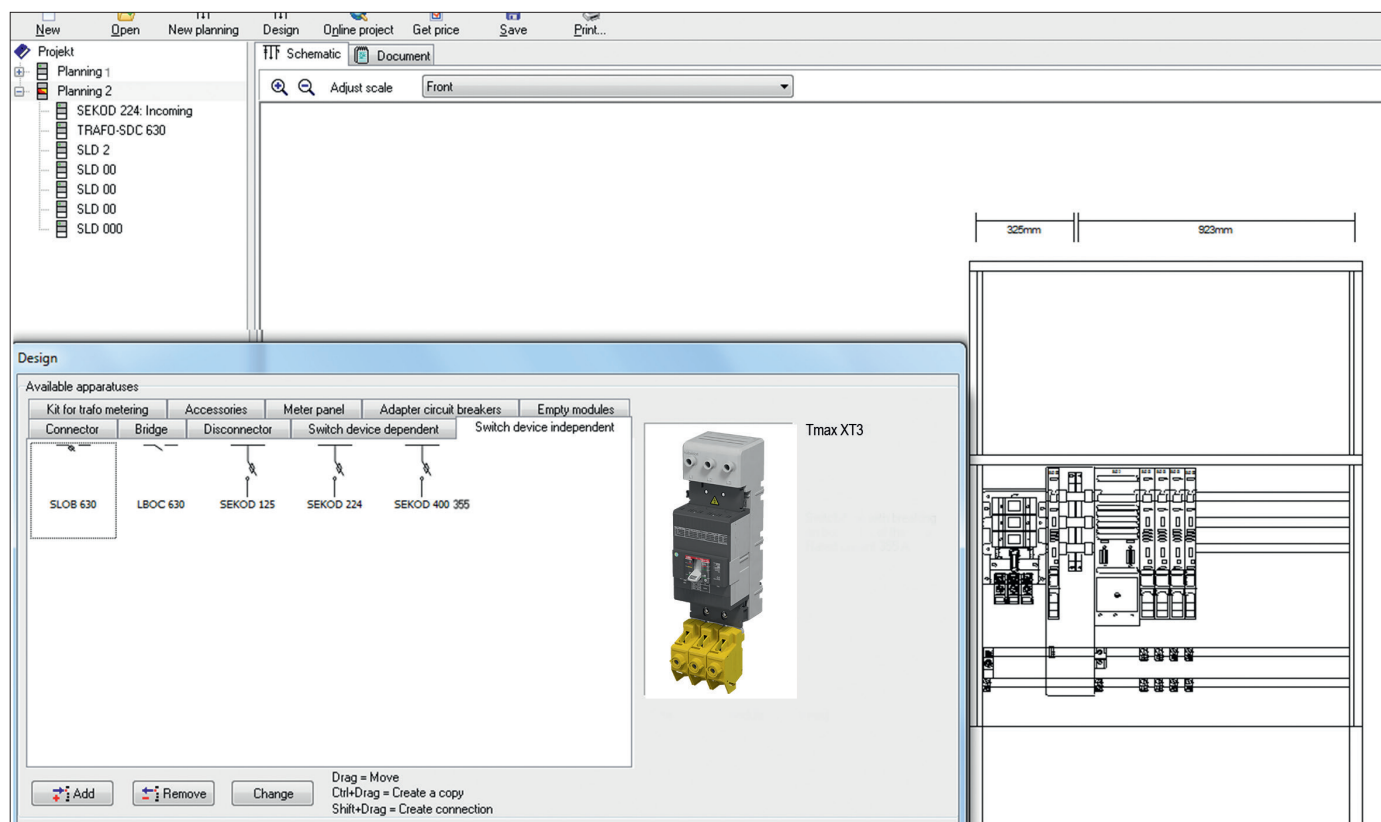 New Open New planning Design Online project Get price Save Print...
Projekt
Planning 1
Planning 2
SEKOD 224: Incoming
TRAFO-SDC 630
SLD 2
SLD 00
SLD 00
SLD 00
SLD 000
Schematic Document
Adjust scale Front
325mm 923mm
Design
Available apparatuses
Kit for trafo metering Accessories Meter panel Adapter circuit breakers Empty modules
Connector Bridge Disconnector Switch device dependent Switch device independent
SLOB 630 LBOC 630 SEKOD 125 SEKOD 224 SEKOD 400 355
Tmax XT3
Add Remove Change
Drag = Move
Ctrl+Drag = Create a copy
Shift+Drag = Create connection